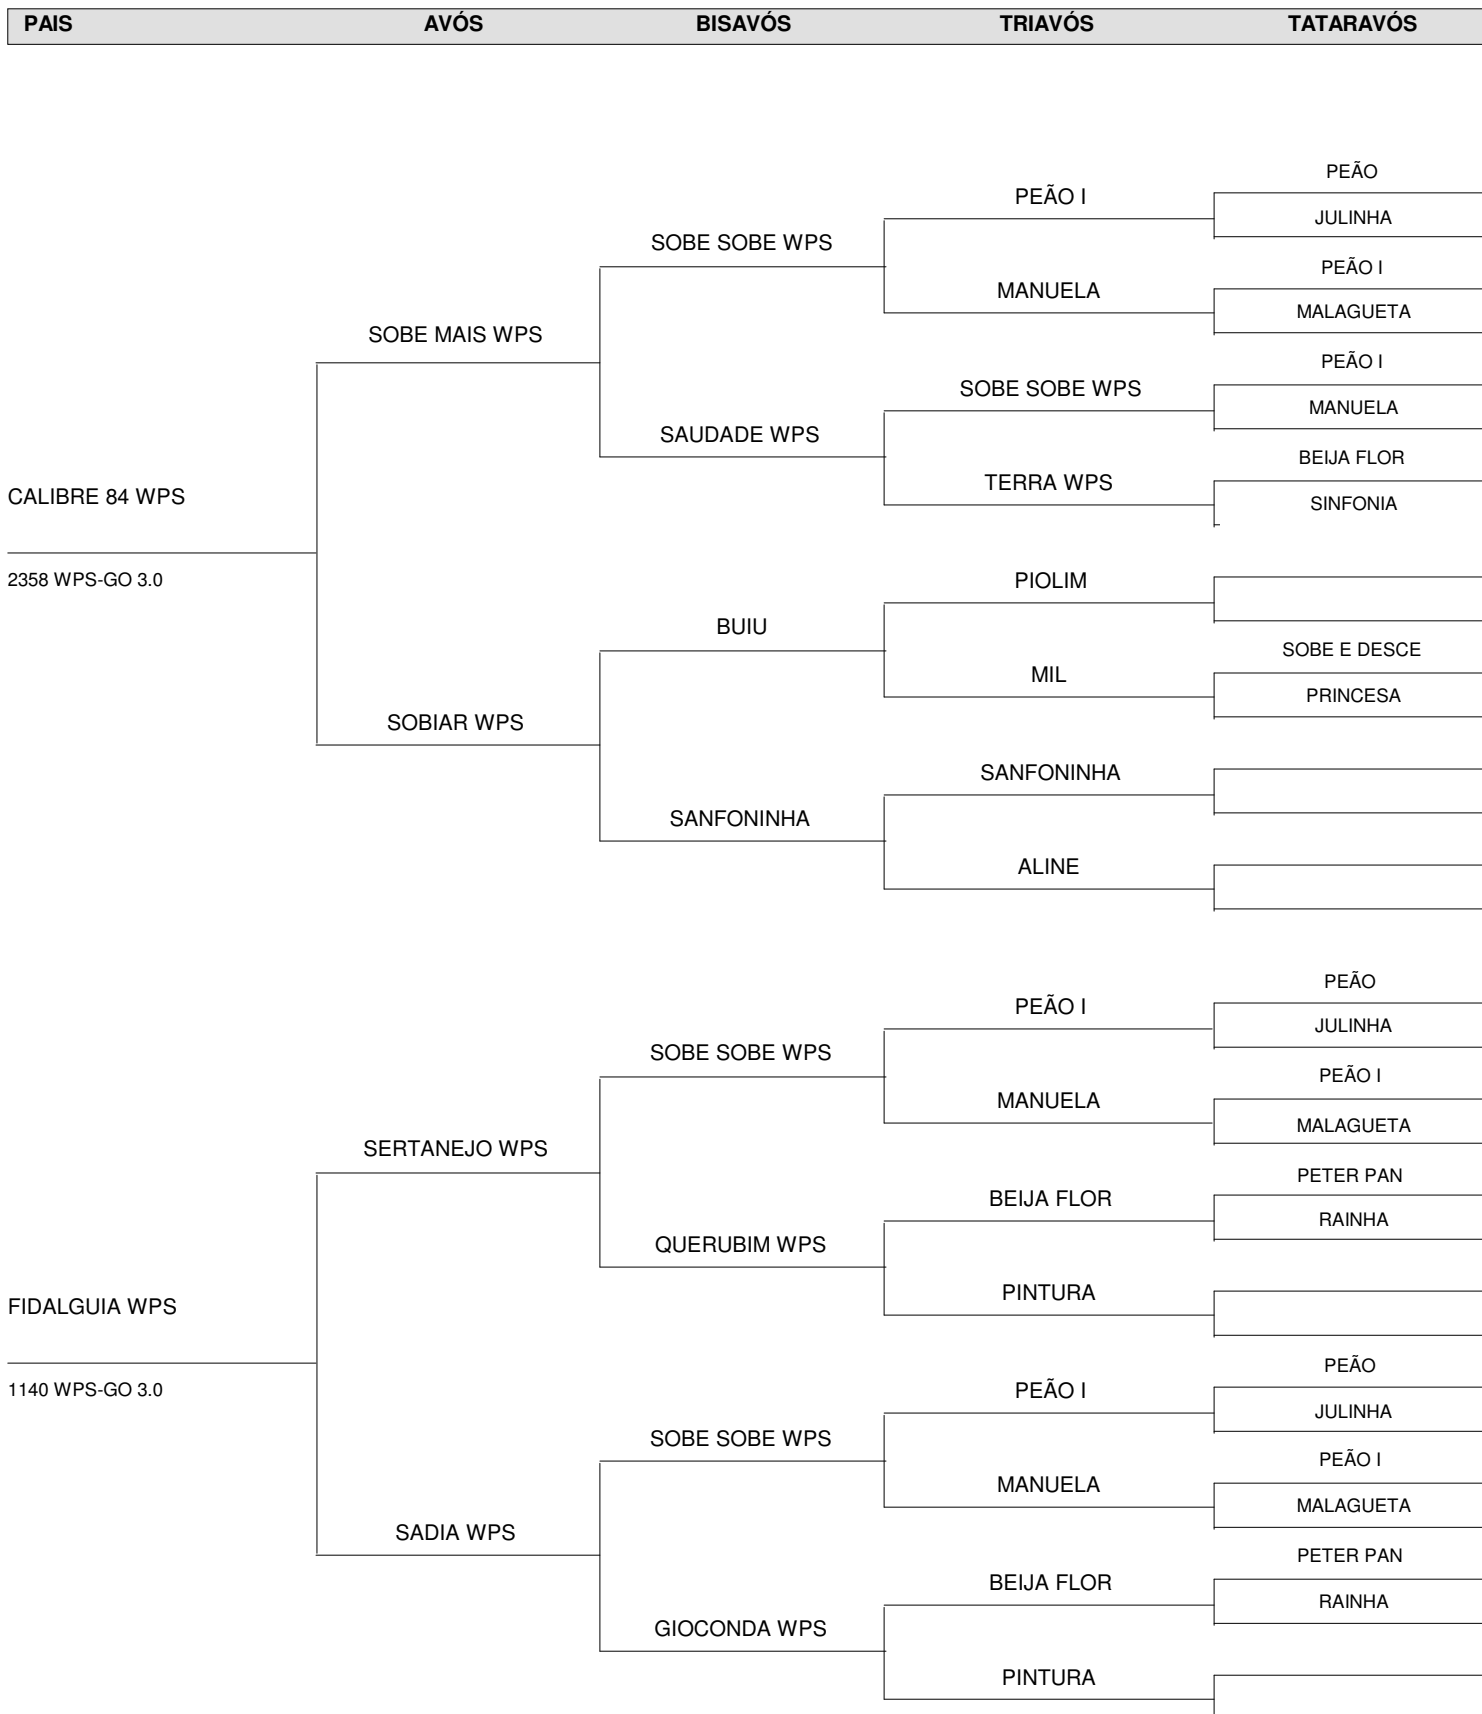 PAIS AVÓS BISAVÓS TRIAVÓS TATARAVÓS
PEÃO
PEÃO I
JULINHA
SOBE SOBE WPS
PEÃO I
MANUELA
MALAGUETA
SOBE MAIS WPS
PEÃO I
SOBE SOBE WPS
MANUELA
SAUDADE WPS
BEIJA FLOR
TERRA WPS
CALIBRE 84 WPS
SINFONIA
2358 WPS-GO 3.0
PIOLIM
BUIU
SOBE E DESCE
MIL
PRINCESA
SOBIAR WPS
SANFONINHA
SANFONINHA
ALINE
PEÃO
PEÃO I
JULINHA
SOBE SOBE WPS
PEÃO I
MANUELA
MALAGUETA
SERTANEJO WPS
PETER PAN
BEIJA FLOR
RAINHA
QUERUBIM WPS
PINTURA
FIDALGUIA WPS
PEÃO
1140 WPS-GO 3.0
PEÃO I
JULINHA
SOBE SOBE WPS
PEÃO I
MANUELA
MALAGUETA
SADIA WPS
PETER PAN
BEIJA FLOR
RAINHA
GIOCONDA WPS
PINTURA